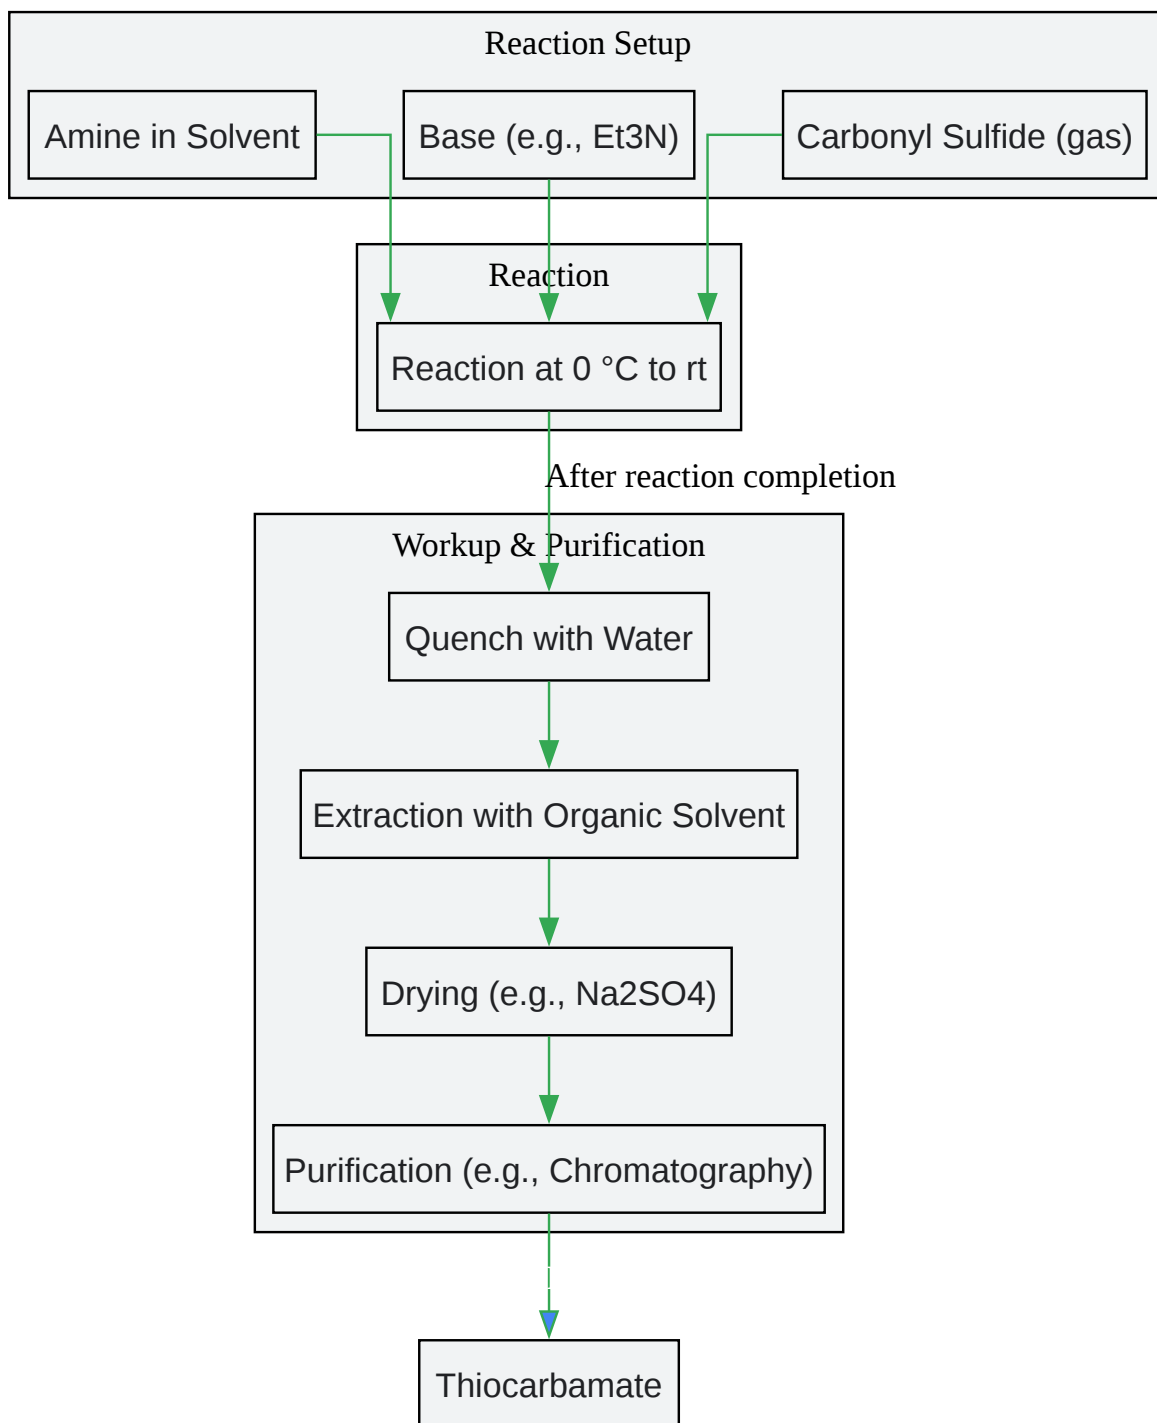 Reaction Setup
Amine in Solvent
Base (e.g., Et3N)
Carbonyl Sulfide (gas)
Reaction
Reaction at 0 °C to rt
After reaction completion
Workup & Purification
Quench with Water
Extraction with Organic Solvent
Drying (e.g., Na2SO4)
Purification (e.g., Chromatography)
Thiocarbamate